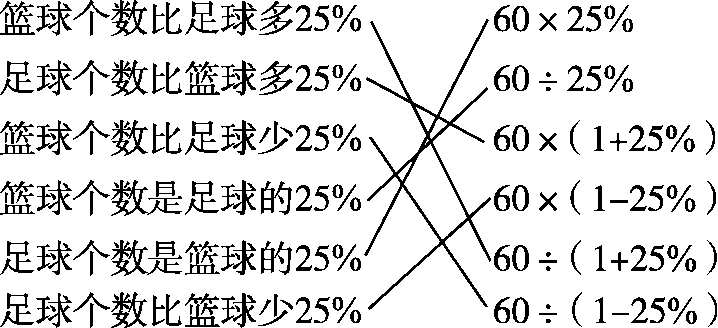 篮球个数比足球多25% 60×25%
足球个数比篮球多25% 60÷25%
篮球个数比足球少25% 60×（1+25%）
篮球个数是足球的25% 60×（1-25%）
足球个数是篮球的25% 60÷（1+25%）
足球个数比篮球少25% 60÷（1-25%）